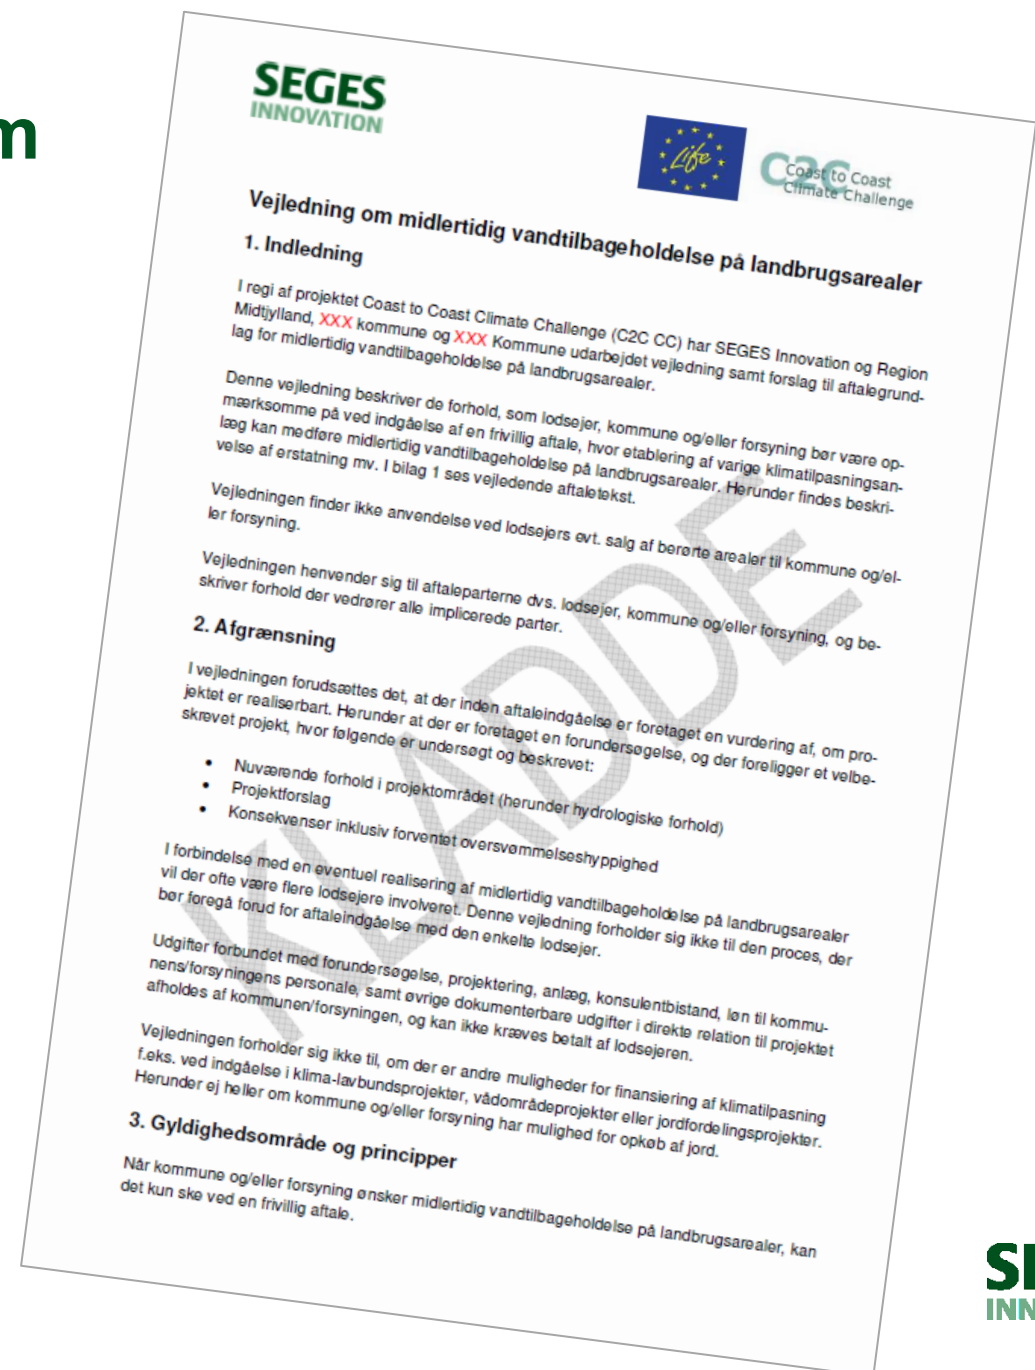 m
SEGES
INNOVATION
Life
C2C
Coast to Coast
Climate Challenge
Vejledning om midlertidig vandtilbageholdelse på landbrugsarealer
1. Indledning
I regi af projektet Coast to Coast Climate Challenge (C2C CC) har SEGES Innovation og Region
Midtjylland, XXX kommune og XXX Kommune udarbejdet vejledning samt forslag til aftalegrund-
lag for midlertidig vandtilbageholdelse på landbrugsarealer.
Denne vejledning beskriver de forhold, som lodsejer, kommune og/eller forsyning bør være op-
mærksomme på ved indgåelse af en frivillig aftale, hvor etablering af varige klimatilpasningsan-
læg kan medføre midlertidig vandtilbageholdelse på landbrugsarealer. Herunder findes beskri-
velse af erstatning mv. I bilag 1 ses vejledende aftaletekst.
Vejledningen finder ikke anvendelse ved lodsejers evt. salg af berørte arealer til kommune og/el-
ler forsyning.
Vejledningen henvender sig til aftaleparterne dvs. lodsejer, kommune og/eller forsyning, og be-
skriver forhold der vedrører alle implicerede parter.
2. Afgrænsning
I vejledningen forudsættes det, at der inden aftaleindgåelse er foretaget en vurdering af, om pro-
jektet er realiserbart. Herunder at der er foretaget en forundersøgelse, og der foreligger et velbe-
skrevet projekt, hvor følgende er undersøgt og beskrevet:
• Nuværende forhold i projektområdet (herunder hydrologiske forhold)
• Projektforslag
• Konsekvenser inklusiv forventet oversvømmelseshyppighed
I forbindelse med en eventuel realisering af midlertidig vandtilbageholdelse på landbrugsarealer
vil der ofte være flere lodsejere involveret. Denne vejledning forholder sig ikke til den proces, der
bør foregå forud for aftaleindgåelse med den enkelte lodsejer.
Udgifter forbundet med forundersøgelse, projektering, anlæg, konsulentbistand, løn til kommu-
nens/forsyningens personale, samt øvrige dokumenterbare udgifter i direkte relation til projektet
afholdes af kommunen/forsyningen, og kan ikke kræves betalt af lodsejeren.
Vejledningen forholder sig ikke til, om der er andre muligheder for finansiering af klimatilpasning
f.eks. ved indgåelse i klima-lavbundsprojekter, vådområdeprojekter eller jordfordelingsprojekter.
Herunder ej heller om kommune og/eller forsyning har mulighed for opkøb af jord.
3. Gyldighedsområde og principper
Når kommune og/eller forsyning ønsker midlertidig vandtilbageholdelse på landbrugsarealer, kan
det kun ske ved en frivillig aftale.
KLADDE
INN